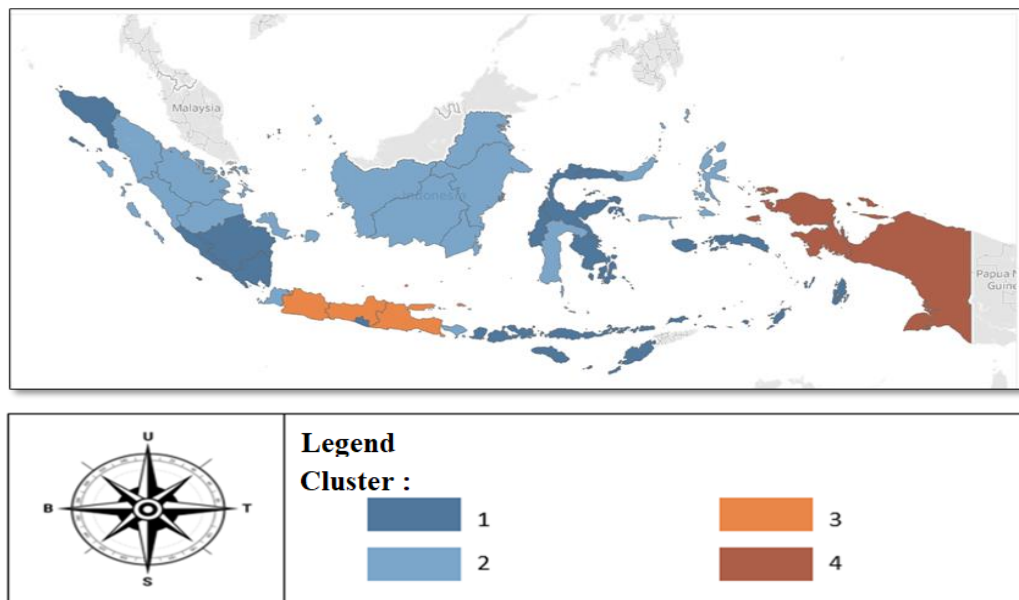 Malaysia
Indonesia
Papua N
Guine
U
B
T
S
Legend
Cluster :
1
3
2
4